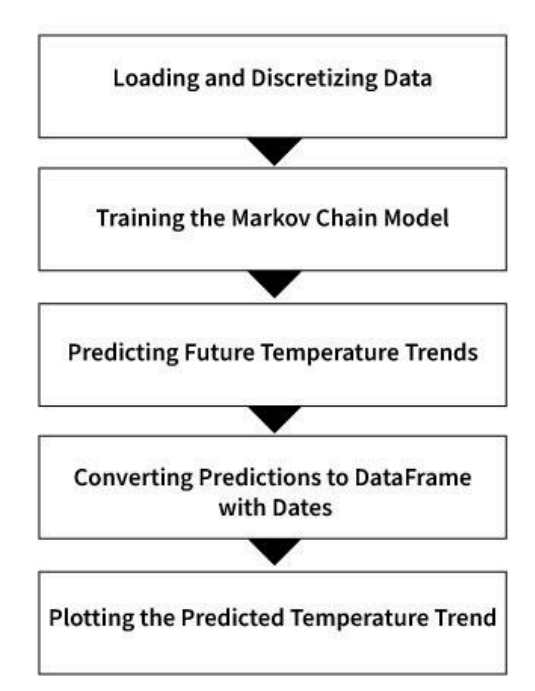 Loading and Discretizing Data
Training the Markov Chain Model
Predicting Future Temperature Trends
Converting Predictions to DataFrame
with Dates
Plotting the Predicted Temperature Trend